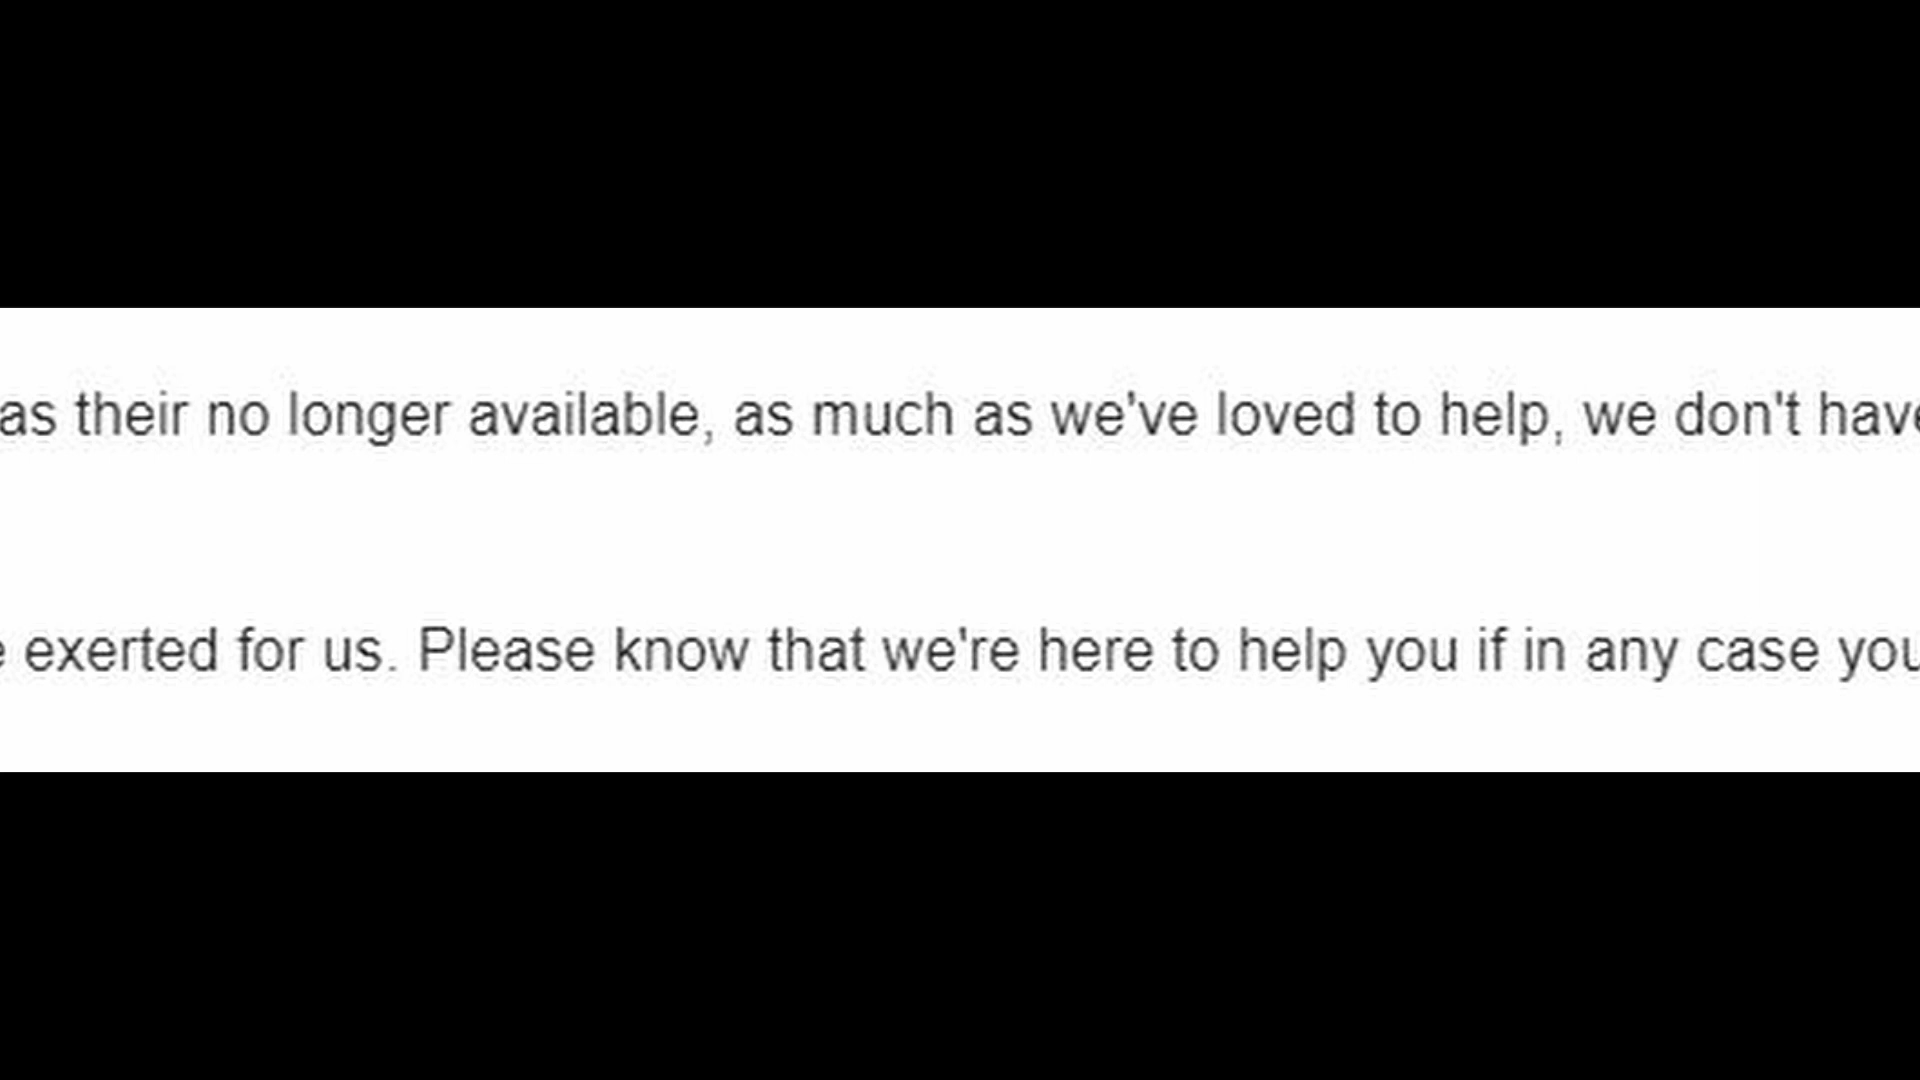 as their no longer available, as much as we've loved to help, we don't have
exerted for us. Please know that we're here to help you if in any case you